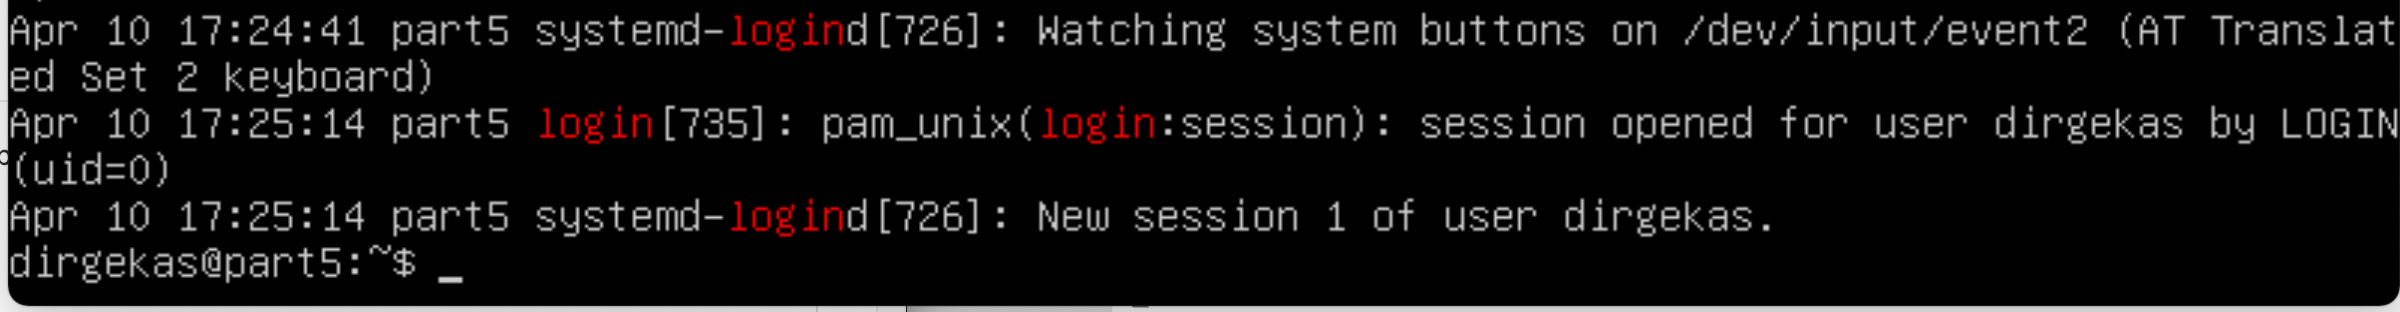 Apr 10 17:24:41 part5 systemd-logind[726]: Watching system buttons on /dev/input/event2 (AT Translat
ed Set 2 keyboard)
Apr 10 17:25:14 part5 login[735]: pam_unix(login:session): session opened for user dirgekas by LOGIN
(uid=0)
Apr 10 17:25:14 part5 systemd-logind[726]: New session 1 of user dirgekas.
dirgekas@part5:~$ _